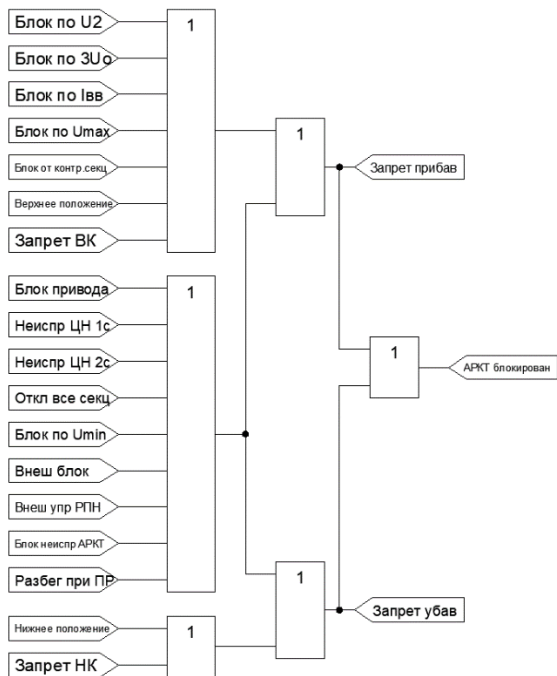 Блок по U2
1
Блок по 3Uo
Блок по Iвв
Блок по Umax
Блок от контр.секц
Верхнее положение
Запрет ВК
1
Запрет прибав
Блок привода
1
Неиспр ЦН 1с
Неиспр ЦН 2с
Откл все секц
Блок по Umin
Внеш блок
Внеш упр РПН
Блок неиспр АРКТ
Разбег при ПР
1
АРКТ блокирован
1
Запрет убав
Нижнее положение
1
Запрет НК